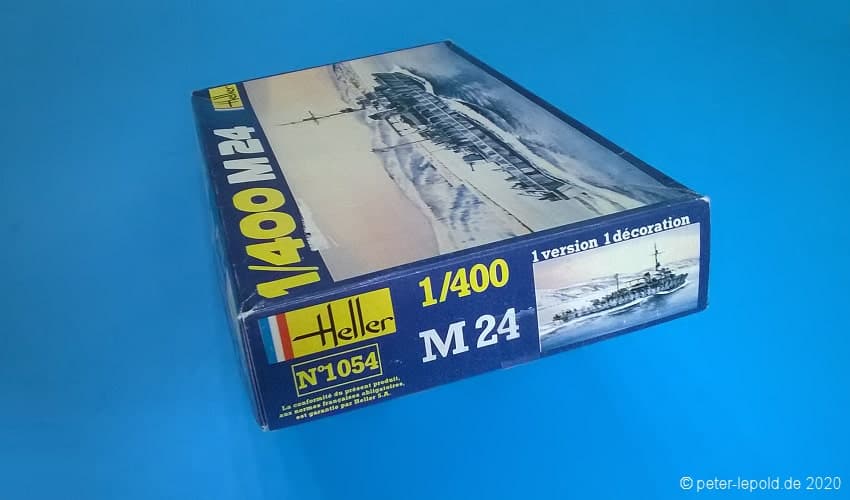 1/400 M 24
Heller
1/400
M 24
1 version 1 décoration
Heller
N°1054
La conformité du présent produit,
aux normes françaises obligatoires,
est garantie par Heller S.A.
© peter-lepold.de 2020